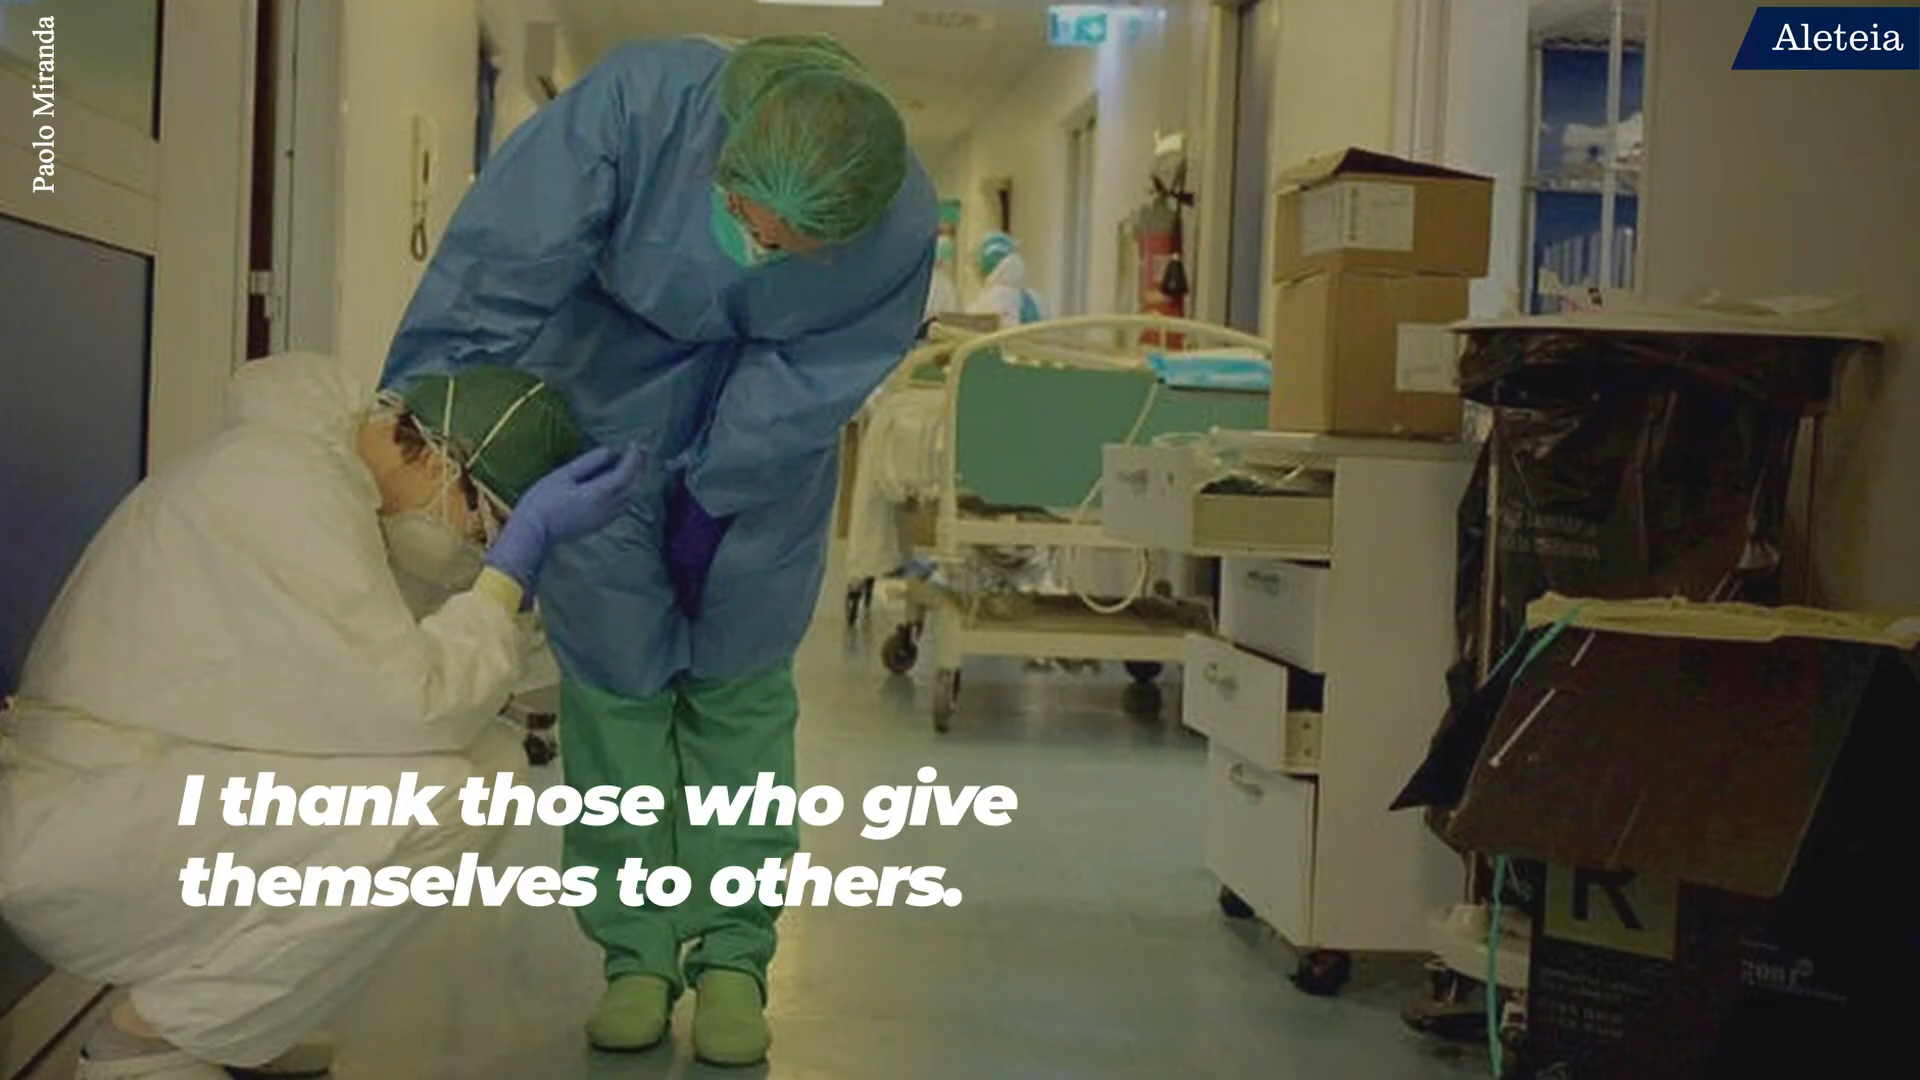 Paolo Miranda
Aleteia
I thank those who give
themselves to others.
R